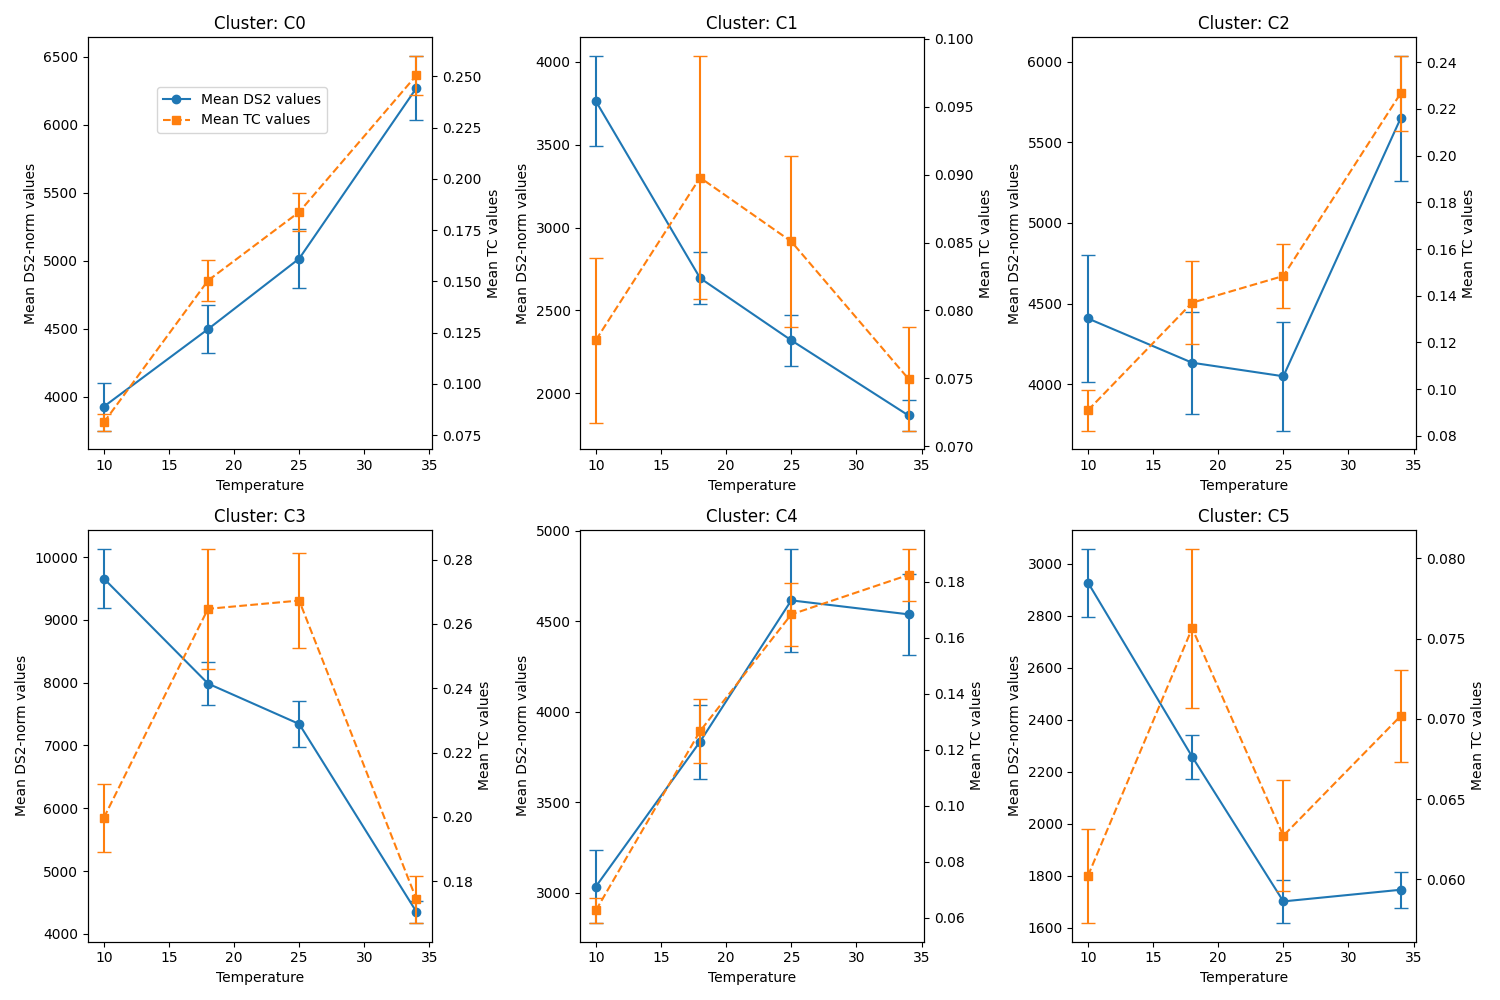 Cluster: C0
6500
6000
5500
5000
4500
4000
Mean DS2-norm values
0.250
0.225
0.200
0.175
0.150
0.125
0.100
0.075
Mean TC values
Mean DS2 values
Mean TC values
10 15 20 25 30 35
Temperature
Cluster: C1
4000
3500
3000
2500
2000
Mean DS2-norm values
0.100
0.095
0.090
0.085
0.080
0.075
0.070
Mean TC values
10 15 20 25 30 35
Temperature
Cluster: C2
6000
5500
5000
4500
4000
Mean DS2-norm values
0.24
0.22
0.20
0.18
0.16
0.14
0.12
0.10
0.08
Mean TC values
10 15 20 25 30 35
Temperature
Cluster: C3
10000
9000
8000
7000
6000
5000
4000
Mean DS2-norm values
0.28
0.26
0.24
0.22
0.20
0.18
Mean TC values
10 15 20 25 30 35
Temperature
Cluster: C4
5000
4500
4000
3500
3000
Mean DS2-norm values
0.18
0.16
0.14
0.12
0.10
0.08
0.06
Mean TC values
10 15 20 25 30 35
Temperature
Cluster: C5
3000
2800
2600
2400
2200
2000
1800
1600
Mean DS2-norm values
0.080
0.075
0.070
0.065
0.060
Mean TC values
10 15 20 25 30 35
Temperature